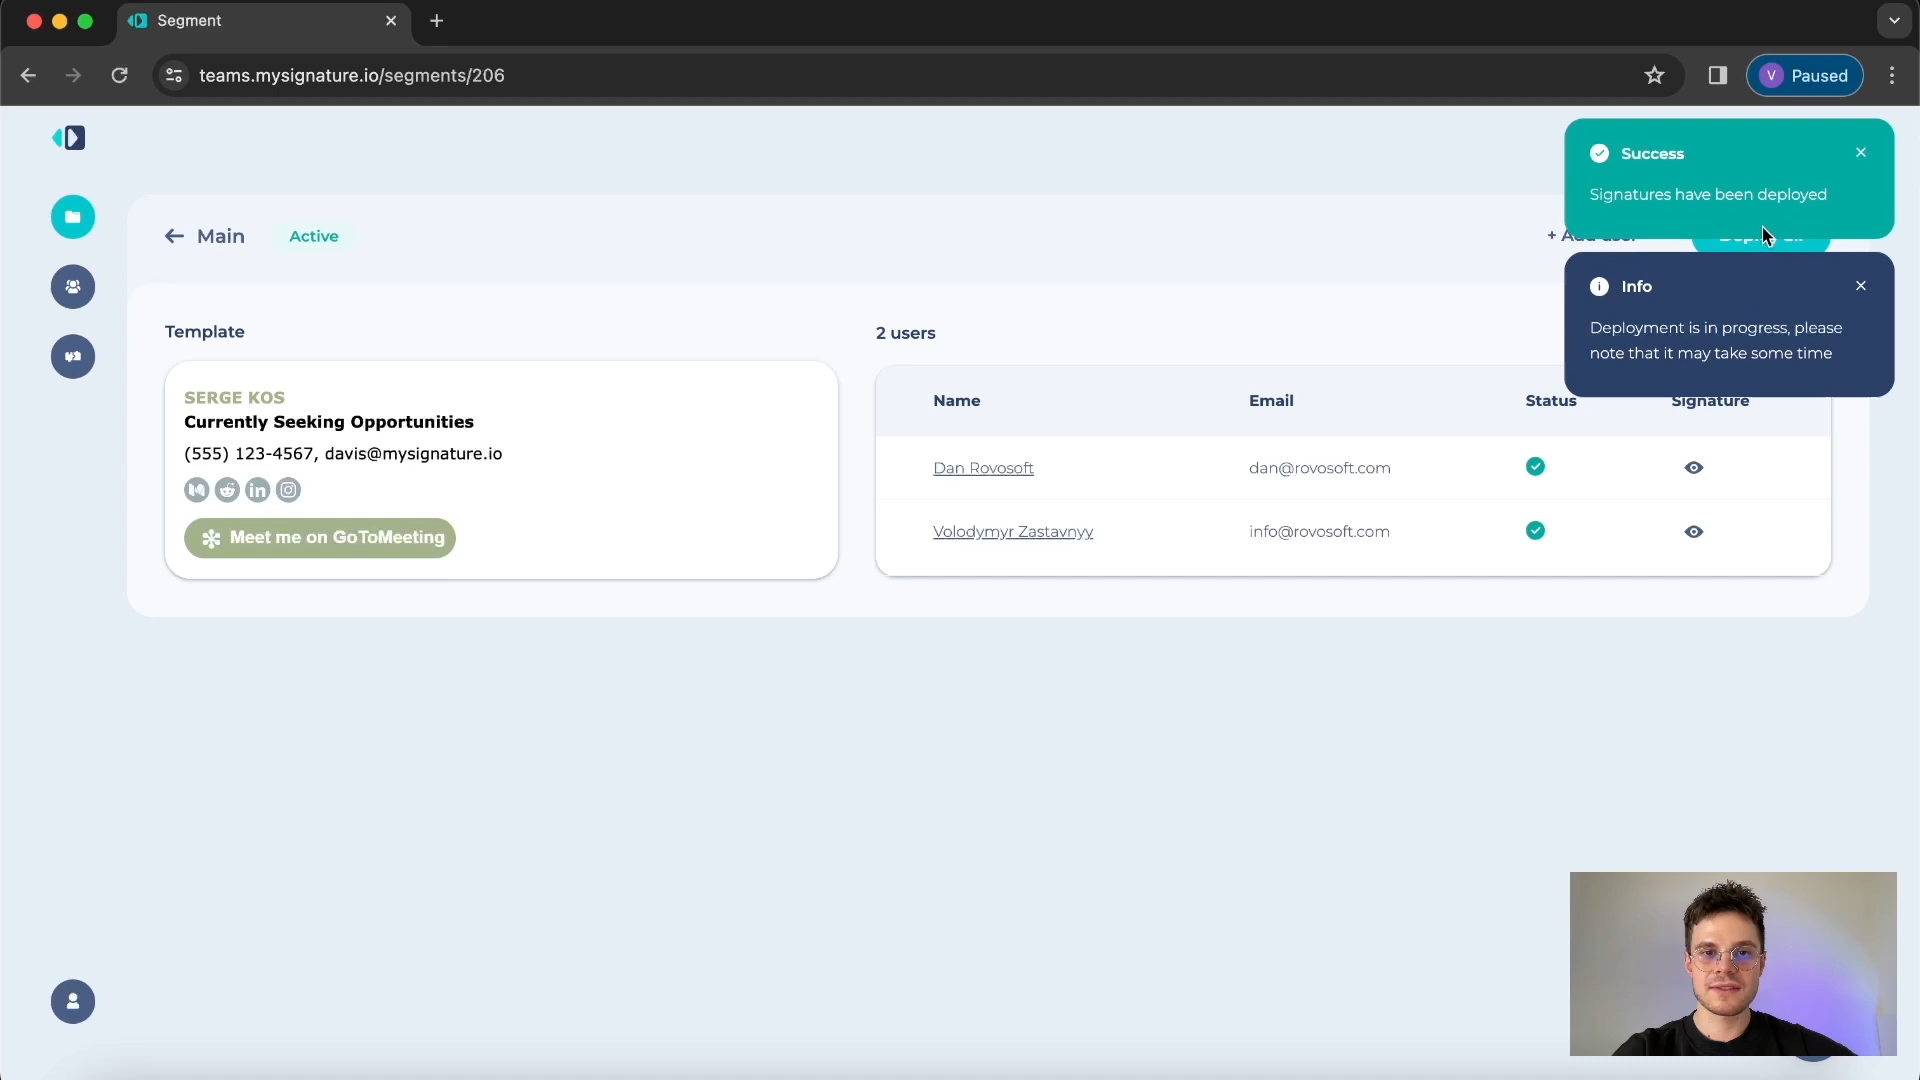 Segment
teams.mysignature.io/segments/206
V Paused
Success
Signatures have been deployed
Main
Active
+ Add user
Info
Deployment is in progress, please
note that it may take some time
Template
SERGE KOS
Currently Seeking Opportunities
(555) 123-4567, davis@mysignature.io
in
Meet me on GoToMeeting
2 users
Name Email Status Signature
Dan Rovosoft dan@rovosoft.com
Volodymyr Zastavnyy info@rovosoft.com